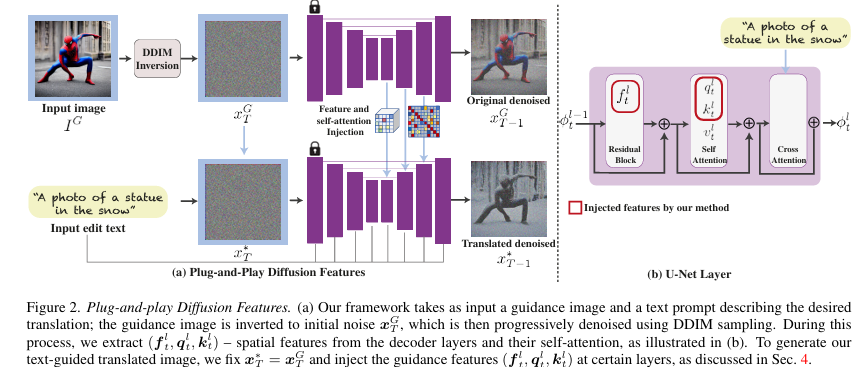 DDIM
Inversion
Input image
I^G
x_T^G
Feature and
self-attention
Injection
Original denoised
x_{T-1}^G
"A photo of a statue
in the snow"
Input edit text
x_T^*
Translated denoised
x_{T-1}^*
(a) Plug-and-Play Diffusion Features
"A photo of a
statue in the snow"
ϕ_t^{l-1}
f_t^l
q_t^l
k_t^l
v_t^l
ϕ_t^l
Residual
Block
Self
Attention
Cross
Attention
Injected features by our method
(b) U-Net Layer
Figure 2. Plug-and-play Diffusion Features. (a) Our framework takes as input a guidance image and a text prompt describing the desired
translation; the guidance image is inverted to initial noise x_T^G, which is then progressively denoised using DDIM sampling. During this
process, we extract (f_t^l, q_t^l, k_t^l) – spatial features from the decoder layers and their self-attention, as illustrated in (b). To generate our
text-guided translated image, we fix x_T^* = x_T^G and inject the guidance features (f_t^l, q_t^l, k_t^l) at certain layers, as discussed in Sec. 4.